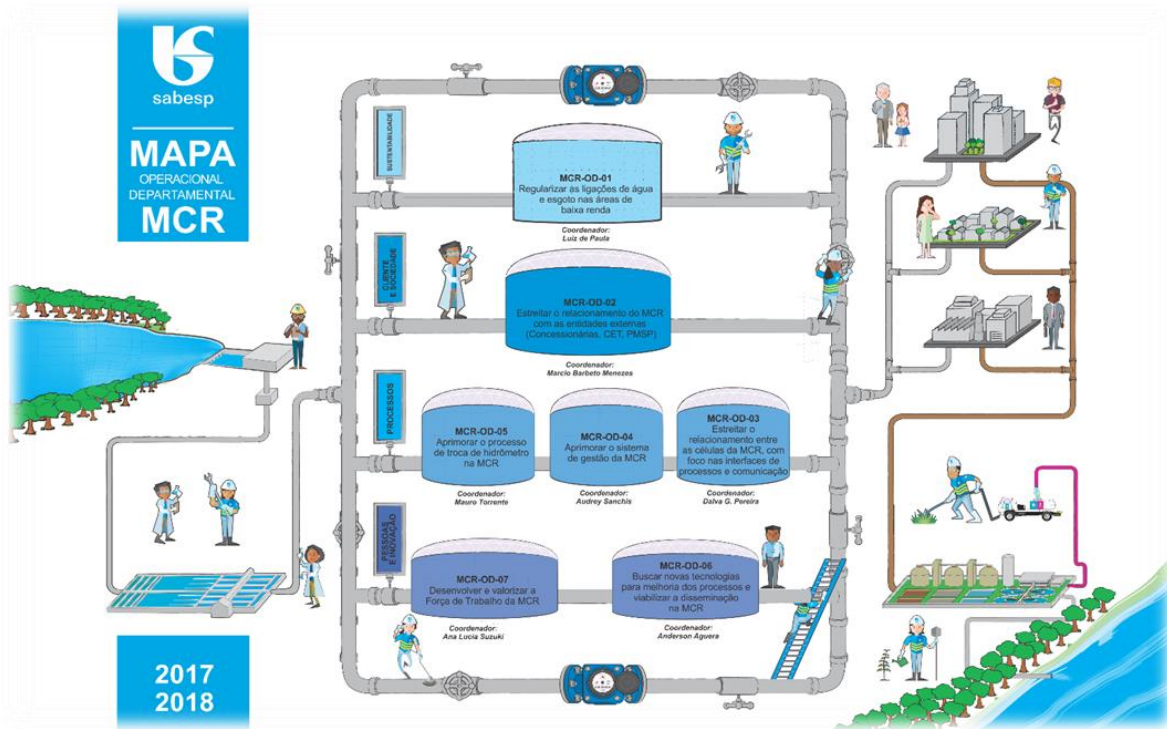 sabesp
MAPA
OPERACIONAL
DEPARTAMENTAL
MCR
SUSTENTABILIDADE
MCR-OD-01
Regularizar as ligações de água
e esgoto nas áreas de
baixa renda
Coordenador:
Luiz de Paula
CLIENTE
E SOCIEDADE
MCR-OD-02
Estreitar o relacionamento do MCR
com as entidades externas
(Concessionárias, CET, PMSP)
Coordenador:
Marcio Barbeto Menezes
PROCESSOS
MCR-OD-05
Aprimorar o processo
de troca de hidrômetro
na MCR
Coordenador:
Mauro Torrente
MCR-OD-04
Aprimorar o sistema
de gestão da MCR
Coordenador:
Audrey Sanchis
MCR-OD-03
Estreitar o
relacionamento entre
as células da MCR, com
foco nas interfaces de
processos e comunicação
Coordenador:
Dalva G. Pereira
PESSOAS
E INOVAÇÃO
MCR-OD-07
Desenvolver e valorizar a
Força de Trabalho da MCR
Coordenador:
Ana Lucia Suzuki
MCR-OD-06
Buscar novas tecnologias
para melhoria dos processos e
viabilizar a disseminação
na MCR
Coordenador:
Anderson Aguera
2017
2018